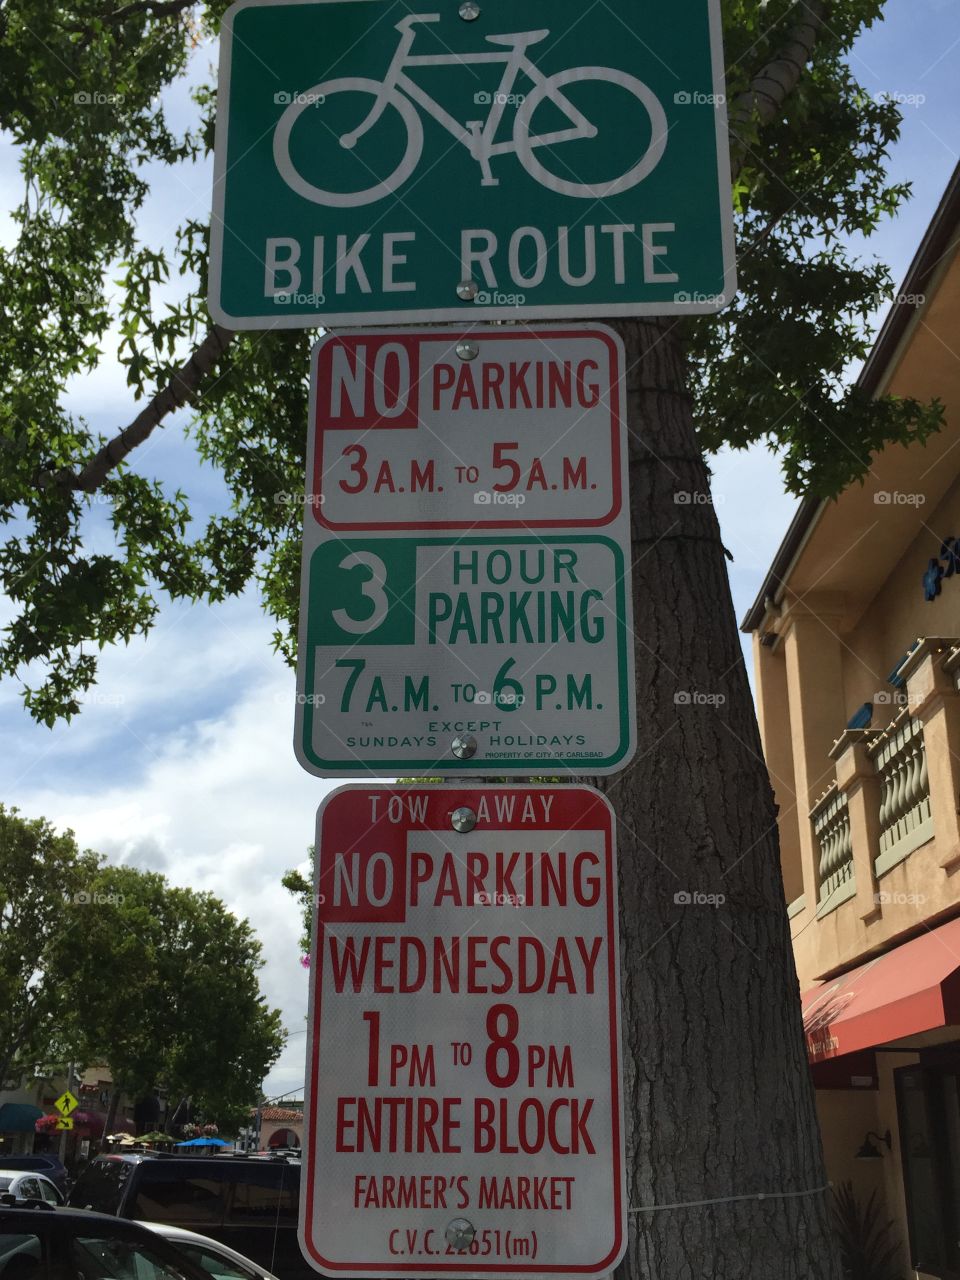 BIKE ROUTE
NO PARKING
3 A.M. TO 5 A.M.
3 HOUR
PARKING
7 A.M. TO 6 P.M.
EXCEPT
SUNDAYS HOLIDAYS
PROPERTY OF CITY OF CARLSBAD
TOW - AWAY
NO PARKING
WEDNESDAY
1 PM TO 8 PM
ENTIRE BLOCK
FARMER'S MARKET
C.V.C. 22651(m)
foap